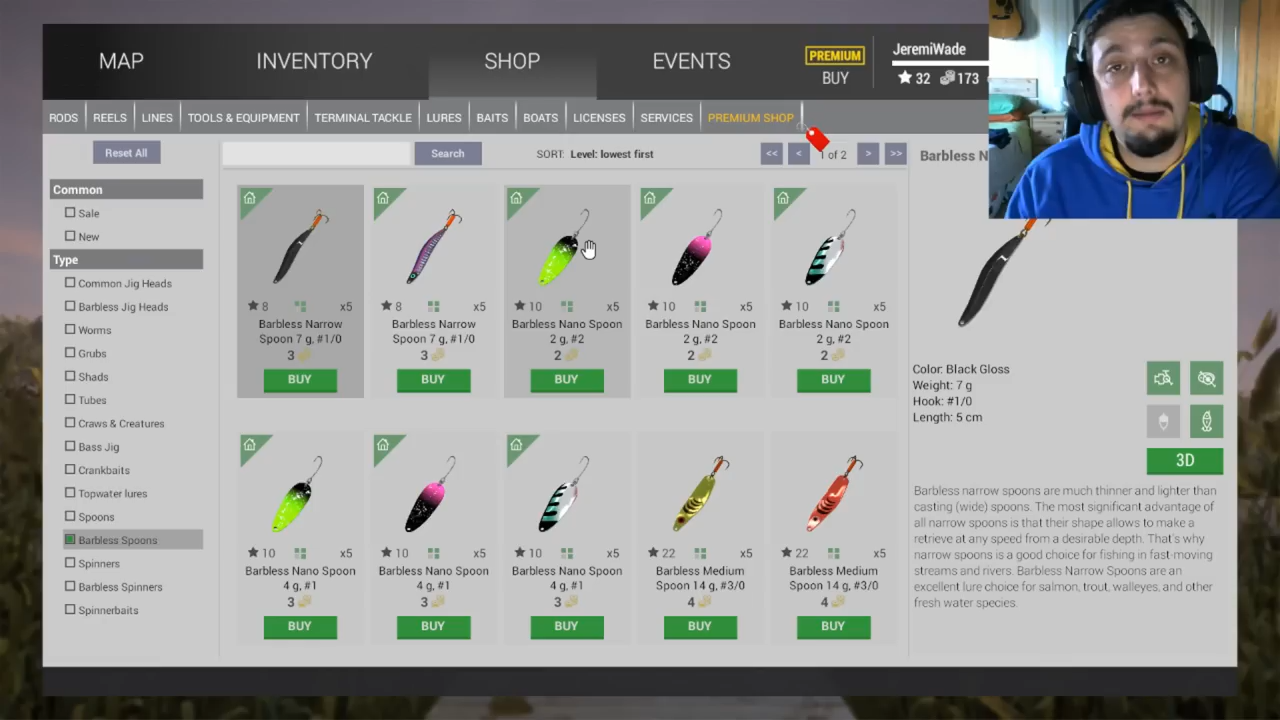 MAP
INVENTORY
SHOP
EVENTS
PREMIUM
BUY
JeremiWade
32
173
RODS
REELS
LINES
TOOLS & EQUIPMENT
TERMINAL TACKLE
LURES
BAITS
BOATS
LICENSES
SERVICES
PREMIUM SHOP
Reset All
Search
SORT: Level: lowest first
<<
<
1 of 2
>
>>
Barbless N
Common
Sale
New
Type
Common Jig Heads
Barbless Jig Heads
Worms
Grubs
Shads
Tubes
Craws & Creatures
Bass Jig
Crankbaits
Topwater lures
Spoons
Barbless Spoons
Spinners
Barbless Spinners
Spinnerbaits
8 x5
Barbless Narrow
Spoon 7 g, #1/0
3
BUY
8 x5
Barbless Narrow
Spoon 7 g, #1/0
3
BUY
10 x5
Barbless Nano Spoon
2 g, #2
2
BUY
10 x5
Barbless Nano Spoon
2 g, #2
2
BUY
10 x5
Barbless Nano Spoon
2 g, #2
2
BUY
10 x5
Barbless Nano Spoon
4 g, #1
3
BUY
10 x5
Barbless Nano Spoon
4 g, #1
3
BUY
10 x5
Barbless Nano Spoon
4 g, #1
3
BUY
22 x5
Barbless Medium
Spoon 14 g, #3/0
4
BUY
22 x5
Barbless Medium
Spoon 14 g, #3/0
4
BUY
Color: Black Gloss
Weight: 7 g
Hook: #1/0
Length: 5 cm
3D
Barbless narrow spoons are much thinner and lighter than
casting (wide) spoons. The most significant advantage of
all narrow spoons is that their shape allows to make a
retrieve at any speed from a desirable depth. That's why
narrow spoons is a good choice for fishing in fast-moving
streams and rivers. Barbless Narrow Spoons are an
excellent lure choice for salmon, trout, walleyes, and other
fresh water species.